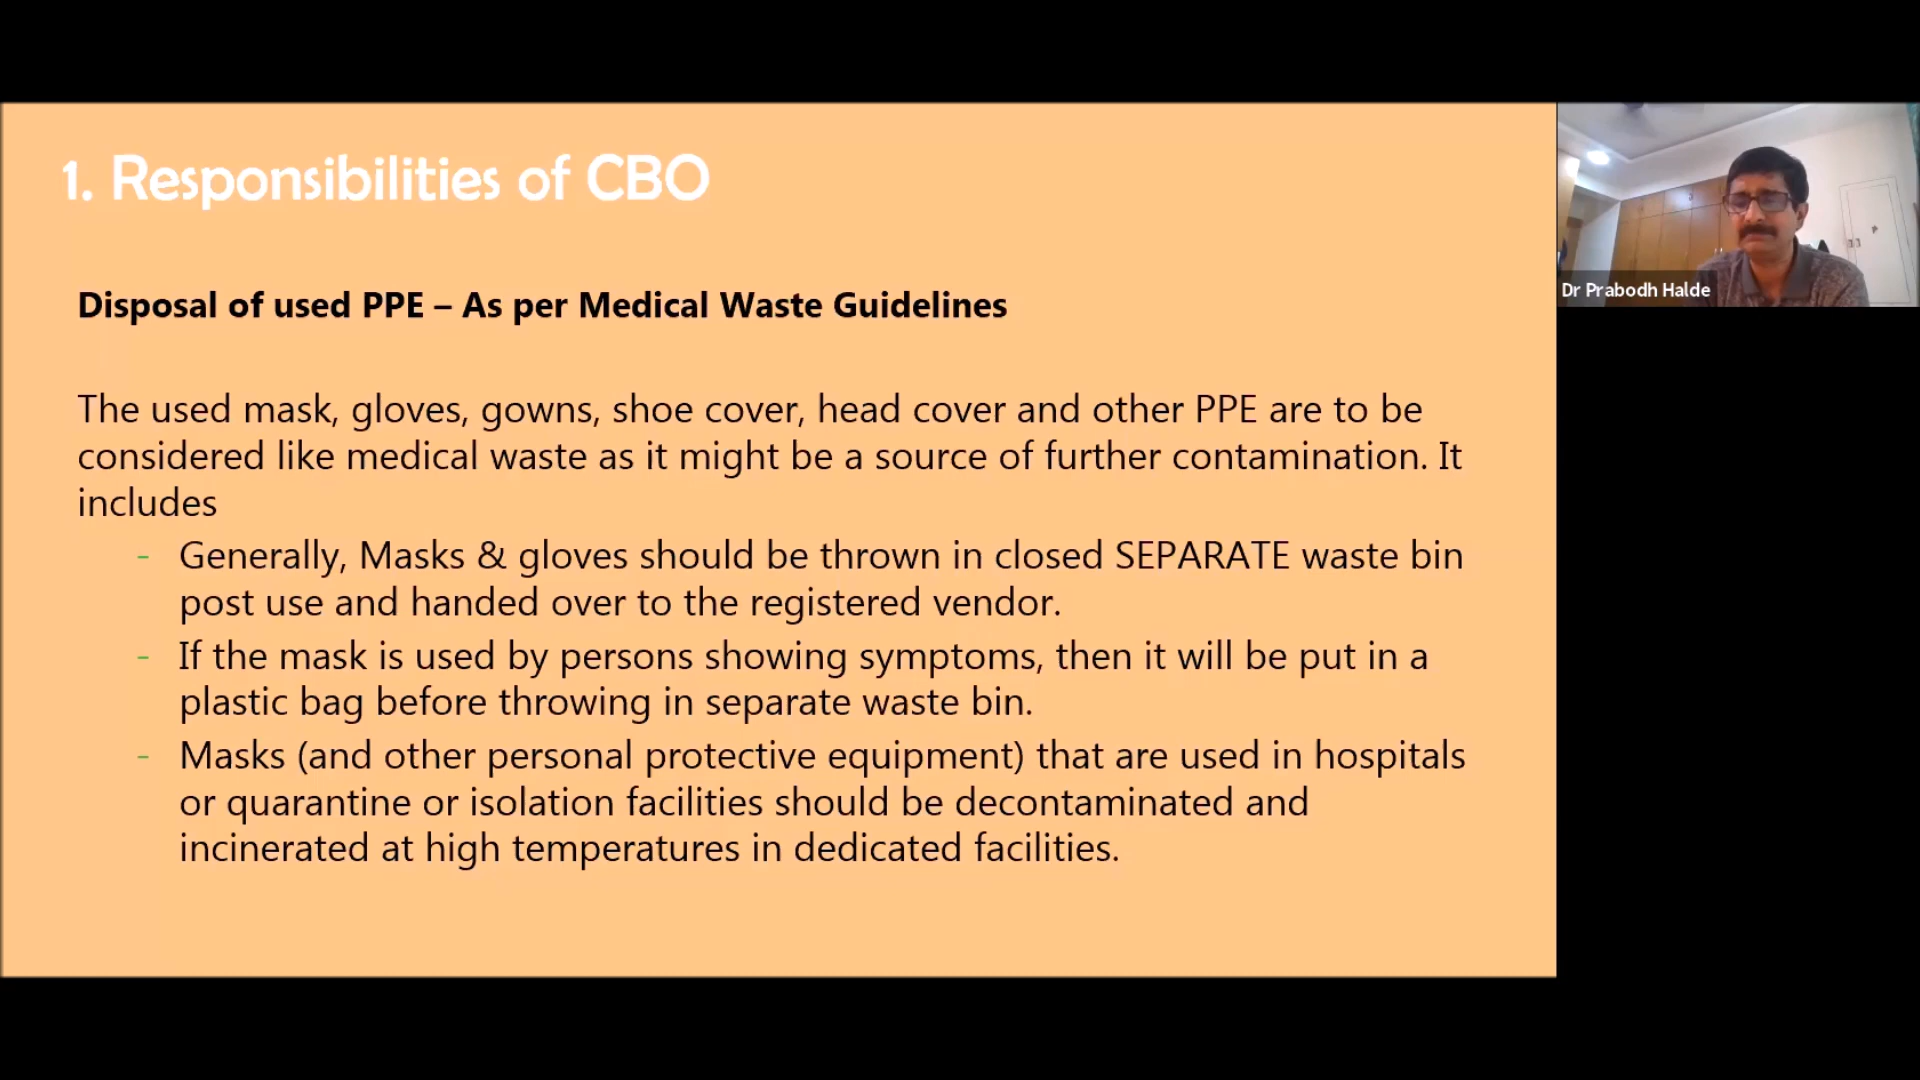 1. Responsibilities of CBO
Disposal of used PPE – As per Medical Waste Guidelines
The used mask, gloves, gowns, shoe cover, head cover and other PPE are to be
considered like medical waste as it might be a source of further contamination. It
includes
- Generally, Masks & gloves should be thrown in closed SEPARATE waste bin
post use and handed over to the registered vendor.
- If the mask is used by persons showing symptoms, then it will be put in a
plastic bag before throwing in separate waste bin.
- Masks (and other personal protective equipment) that are used in hospitals
or quarantine or isolation facilities should be decontaminated and
incinerated at high temperatures in dedicated facilities.
Dr Prabodh Halde